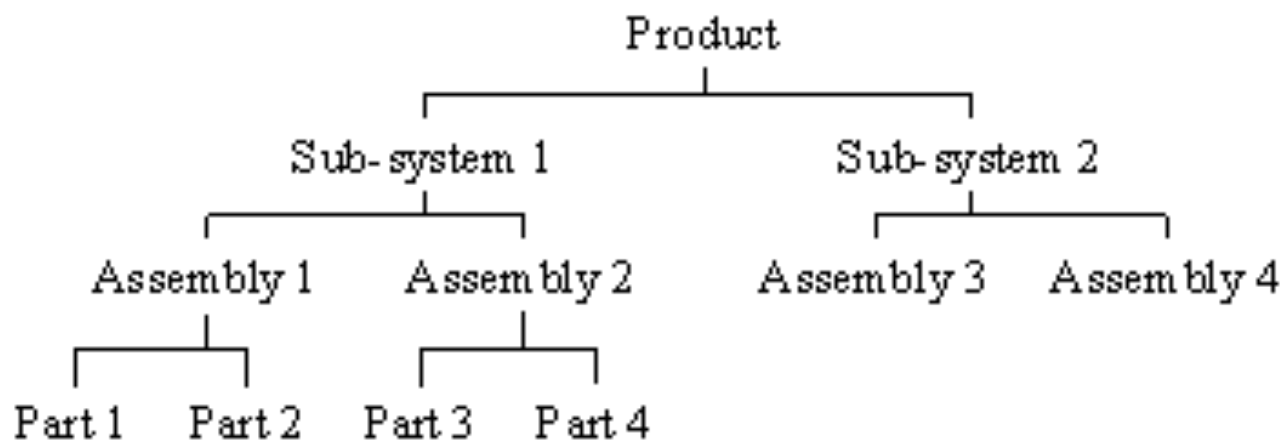 Product
Sub-system 1 Sub-system 2
Assembly 1 Assembly 2 Assembly 3 Assembly 4
Part 1 Part 2 Part 3 Part 4